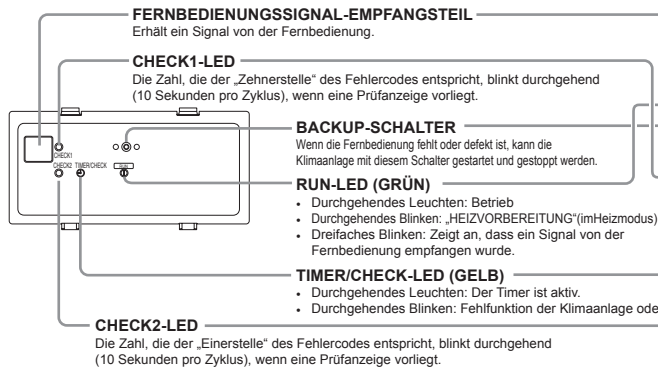 FERNBEDIENUNGSSIGNAL-EMPFANGSTEIL
Erhält ein Signal von der Fernbedienung.
CHECK1-LED
Die Zahl, die der „Zehnerstelle“ des Fehlercodes entspricht, blinkt durchgehend
(10 Sekunden pro Zyklus), wenn eine Prüfanzeige vorliegt.
BACKUP-SCHALTER
Wenn die Fernbedienung fehlt oder defekt ist, kann die
Klimaanlage mit diesem Schalter gestartet und gestoppt werden.
RUN-LED (GRÜN)
• Durchgehendes Leuchten: Betrieb
• Durchgehendes Blinken: „HEIZVORBEREITUNG“(imHeizmodus)
• Dreifaches Blinken: Zeigt an, dass ein Signal von der
Fernbedienung empfangen wurde.
TIMER/CHECK-LED (GELB)
• Durchgehendes Leuchten: Der Timer ist aktiv.
• Durchgehendes Blinken: Fehlfunktion der Klimaanlage ode
CHECK2-LED
Die Zahl, die der „Einerstelle“ des Fehlercodes entspricht, blinkt durchgehend
(10 Sekunden pro Zyklus), wenn eine Prüfanzeige vorliegt.
CHECK1
CHECK2 TIMER/CHECK